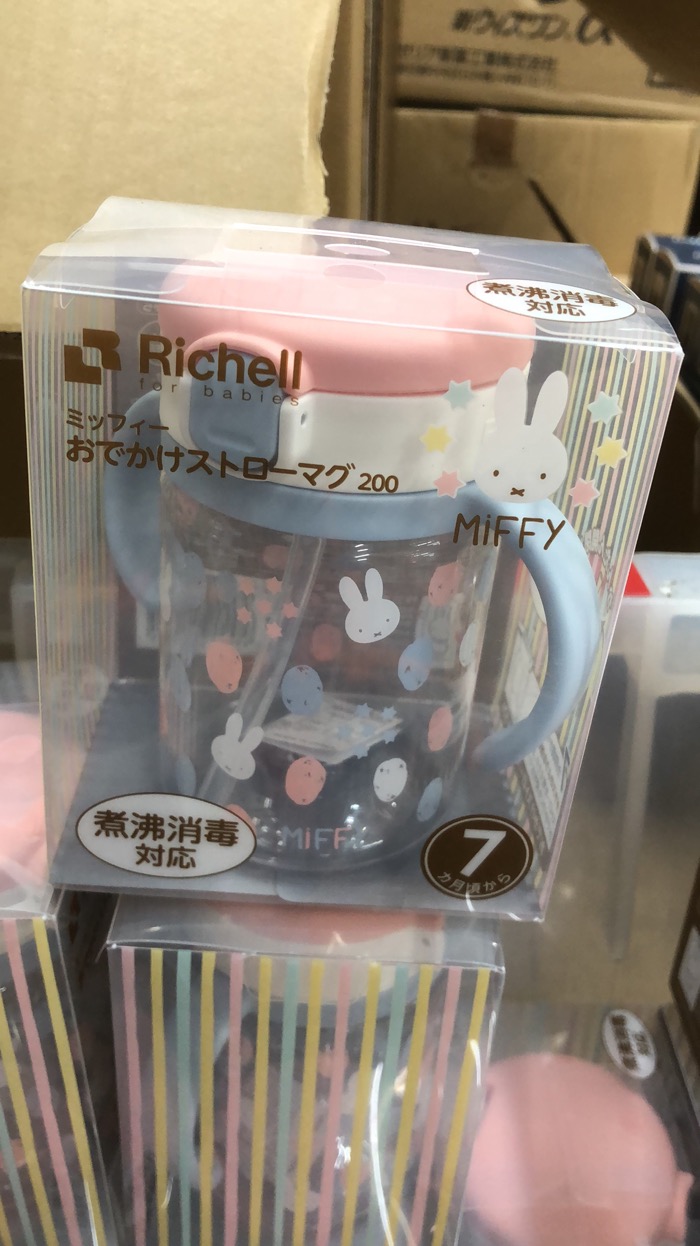 煮沸消毒
対応
Richell
for babies
ミッフィー
おでかけストローマグ 200
MiFFY
MiFFY
煮沸消毒
対応
7
カ月頃から